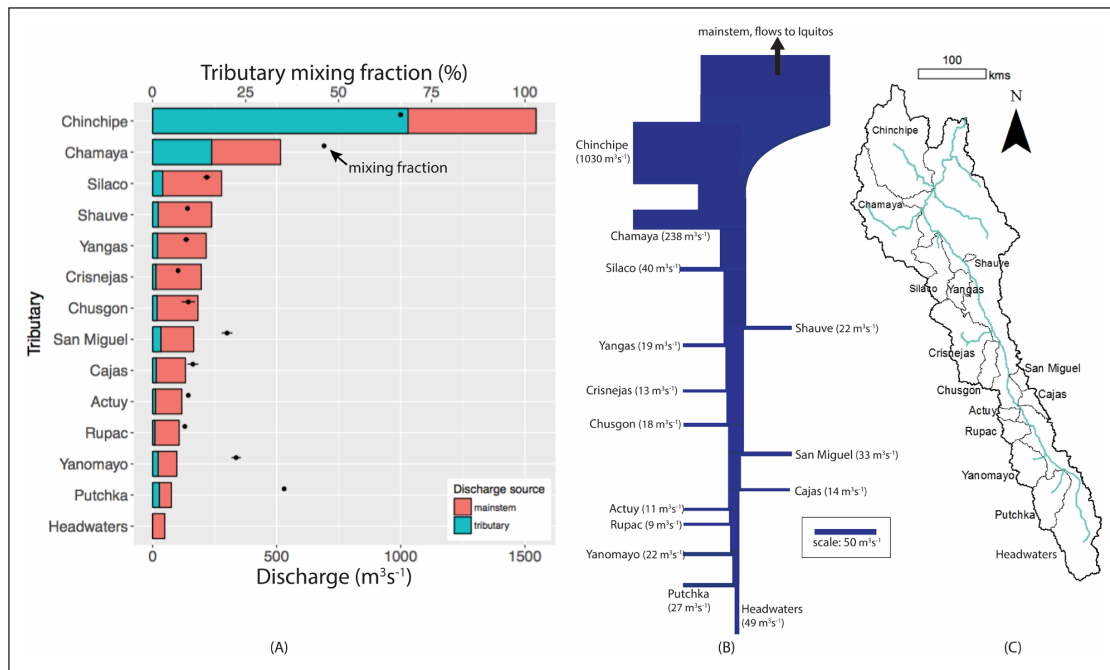 Tributary mixing fraction (%)
0 25 50 75 100
Chinchipe
Chamaya
Silaco
Shauve
Yangas
Crisnejas
Chusgon
San Miguel
Cajas
Actuy
Rupac
Yanomayo
Putchka
Headwaters
Tributary
mixing fraction
Discharge source
mainstem
tributary
0 500 1000 1500
Discharge (m³s⁻¹)
(A)
mainstem, flows to Iquitos
Chinchipe
(1030 m³s⁻¹)
Chamaya (238 m³s⁻¹)
Silaco (40 m³s⁻¹)
Shauve (22 m³s⁻¹)
Yangas (19 m³s⁻¹)
Crisnejas (13 m³s⁻¹)
Chusgon (18 m³s⁻¹)
San Miguel (33 m³s⁻¹)
Cajas (14 m³s⁻¹)
Actuy (11 m³s⁻¹)
Rupac (9 m³s⁻¹)
Yanomayo (22 m³s⁻¹)
Putchka
(27 m³s⁻¹)
Headwaters
(49 m³s⁻¹)
scale: 50 m³s⁻¹
(B)
100
kms
N
Chinchipe
Chamaya
Shauve
Silaco
Yangas
Crisnejas
San Miguel
Chusgon
Cajas
Actuy
Rupac
Yanomayo
Putchka
Headwaters
(C)